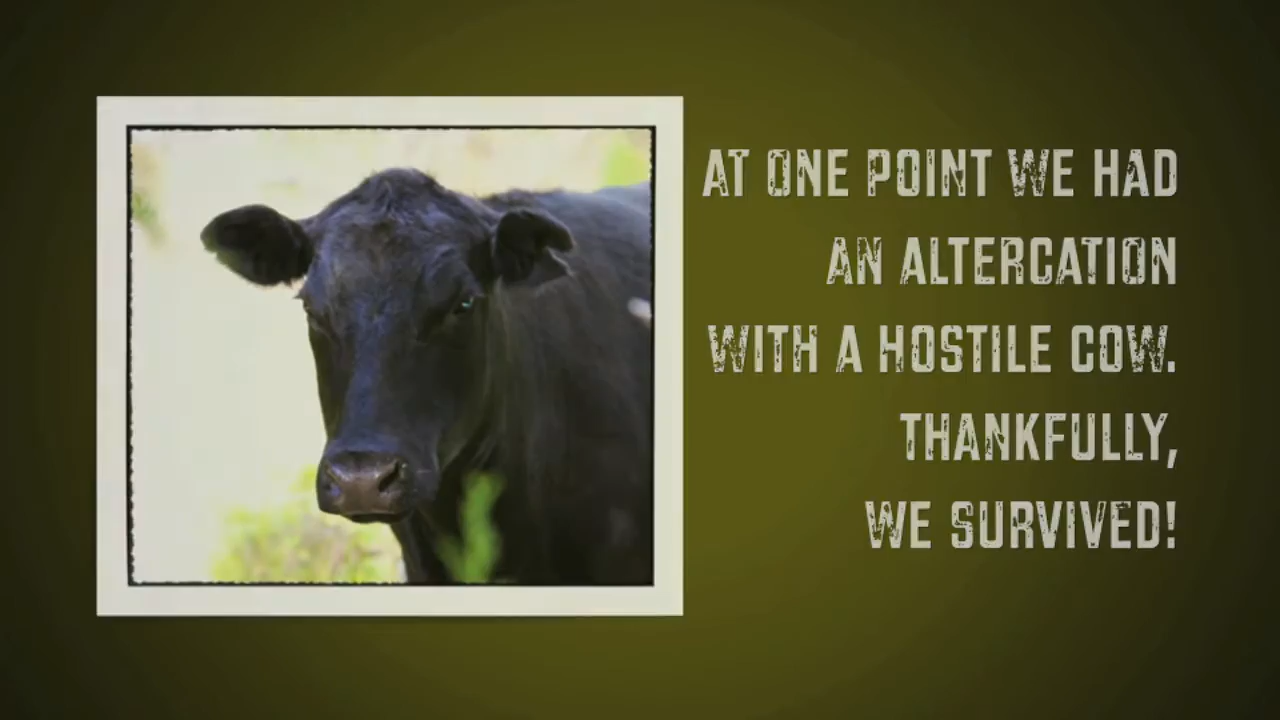 AT ONE POINT WE HAD
AN ALTERCATION
WITH A HOSTILE COW.
THANKFULLY,
WE SURVIVED!